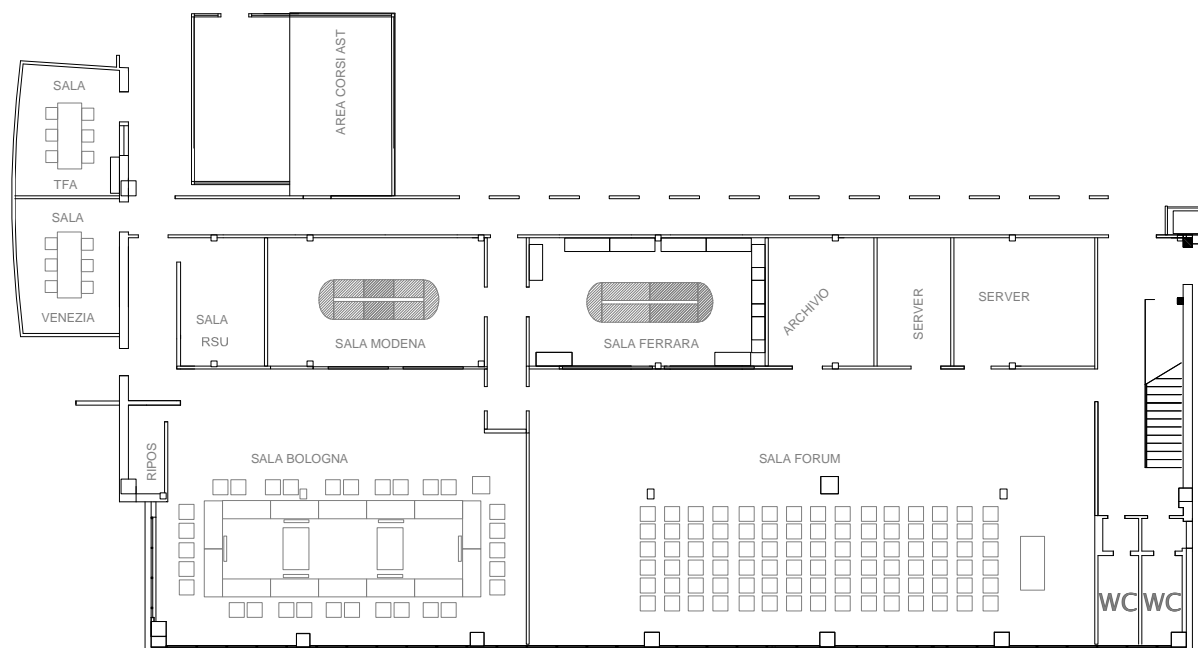 SALA
TFA
SALA
VENEZIA
AREA CORSI AST
SALA
RSU
SALA MODENA
SALA FERRARA
ARCHIVIO
SERVER
SERVER
RIPOS
SALA BOLOGNA
SALA FORUM
WC
WC